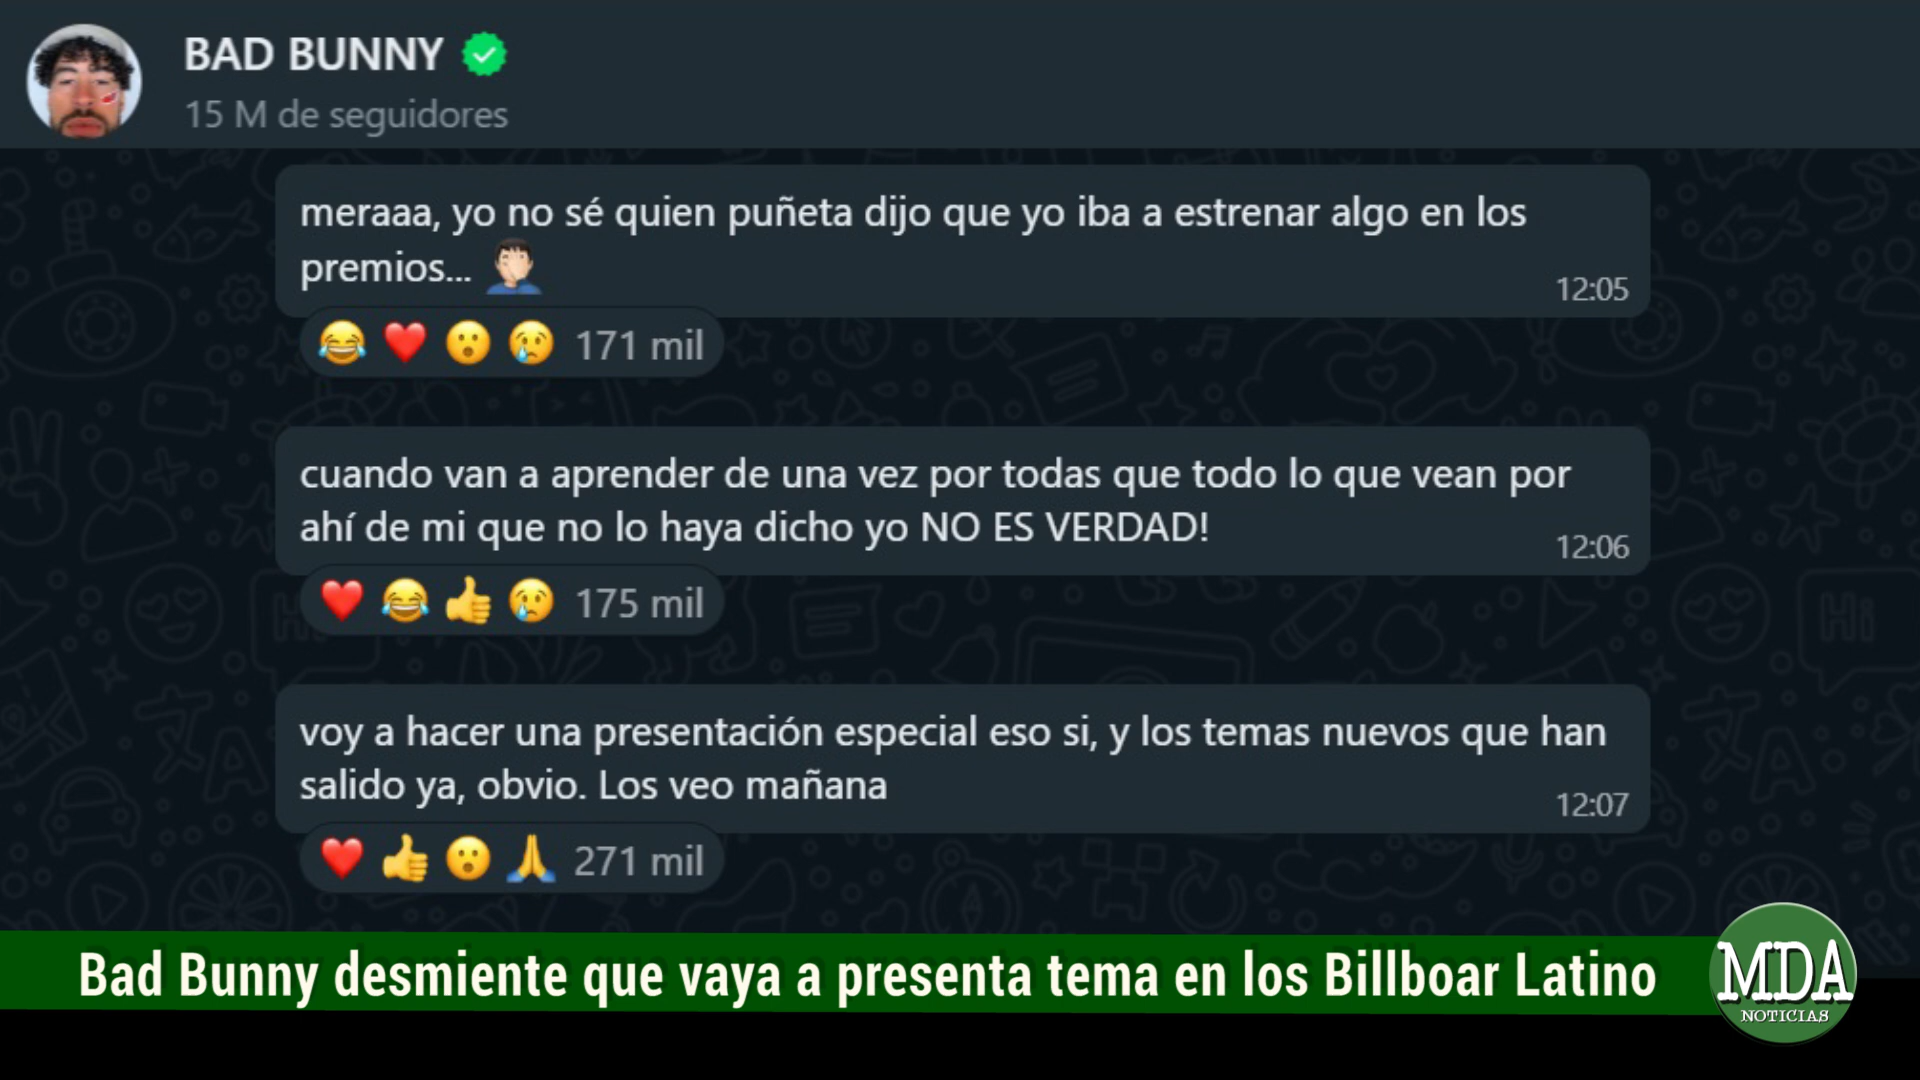 BAD BUNNY
15 M de seguidores
meraaa, yo no sé quien puñeta dijo que yo iba a estrenar algo en los
premios... 🤦🏻‍♂️
12:05
😂 ❤️ 😮 😢 171 mil
cuando van a aprender de una vez por todas que todo lo que vean por
ahí de mi que no lo haya dicho yo NO ES VERDAD!
12:06
❤️ 😂 👍 😢 175 mil
voy a hacer una presentación especial eso si, y los temas nuevos que han
salido ya, obvio. Los veo mañana
12:07
❤️ 👍 😮 🙏 271 mil
Bad Bunny desmiente que vaya a presenta tema en los Billboar Latino
MDA
NOTICIAS